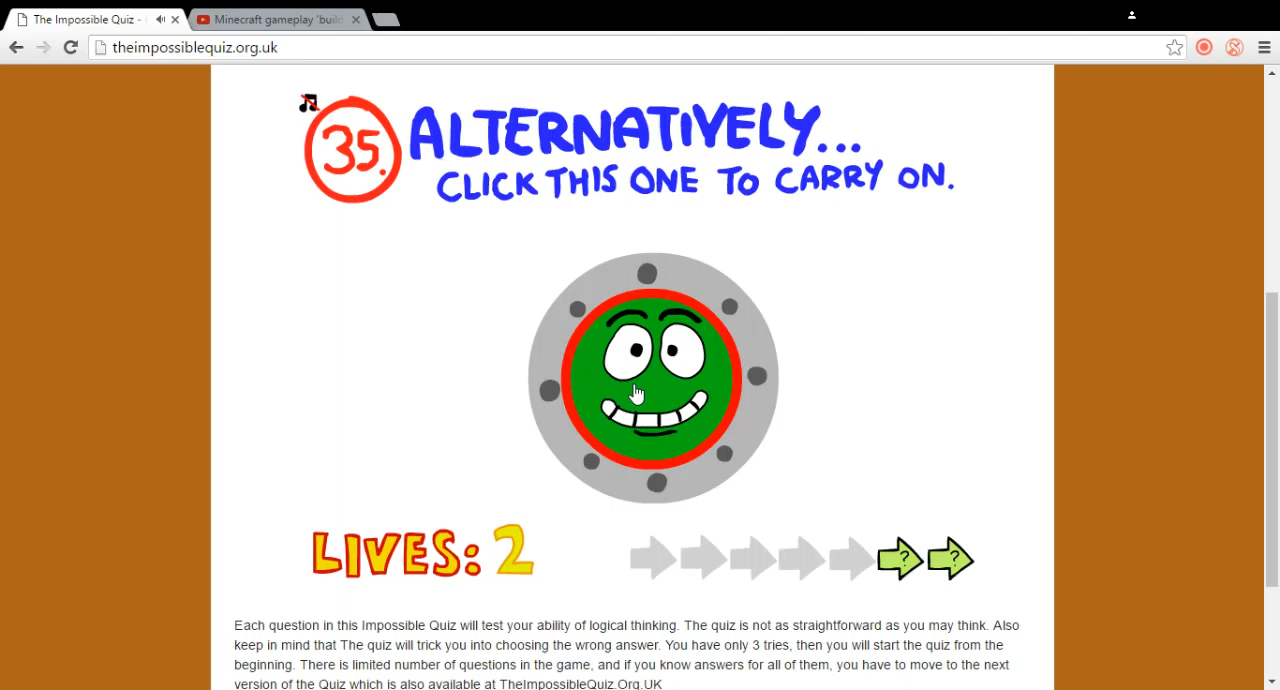 The Impossible Quiz -
Minecraft gameplay 'build
theimpossiblequiz.org.uk
35. ALTERNATIVELY...
CLICK THIS ONE TO CARRY ON.
LIVES: 2
? ?
Each question in this Impossible Quiz will test your ability of logical thinking. The quiz is not as straightforward as you may think. Also
keep in mind that The quiz will trick you into choosing the wrong answer. You have only 3 tries, then you will start the quiz from the
beginning. There is limited number of questions in the game, and if you know answers for all of them, you have to move to the next
version of the Quiz which is also available at TheImpossibleQuiz.Org.UK